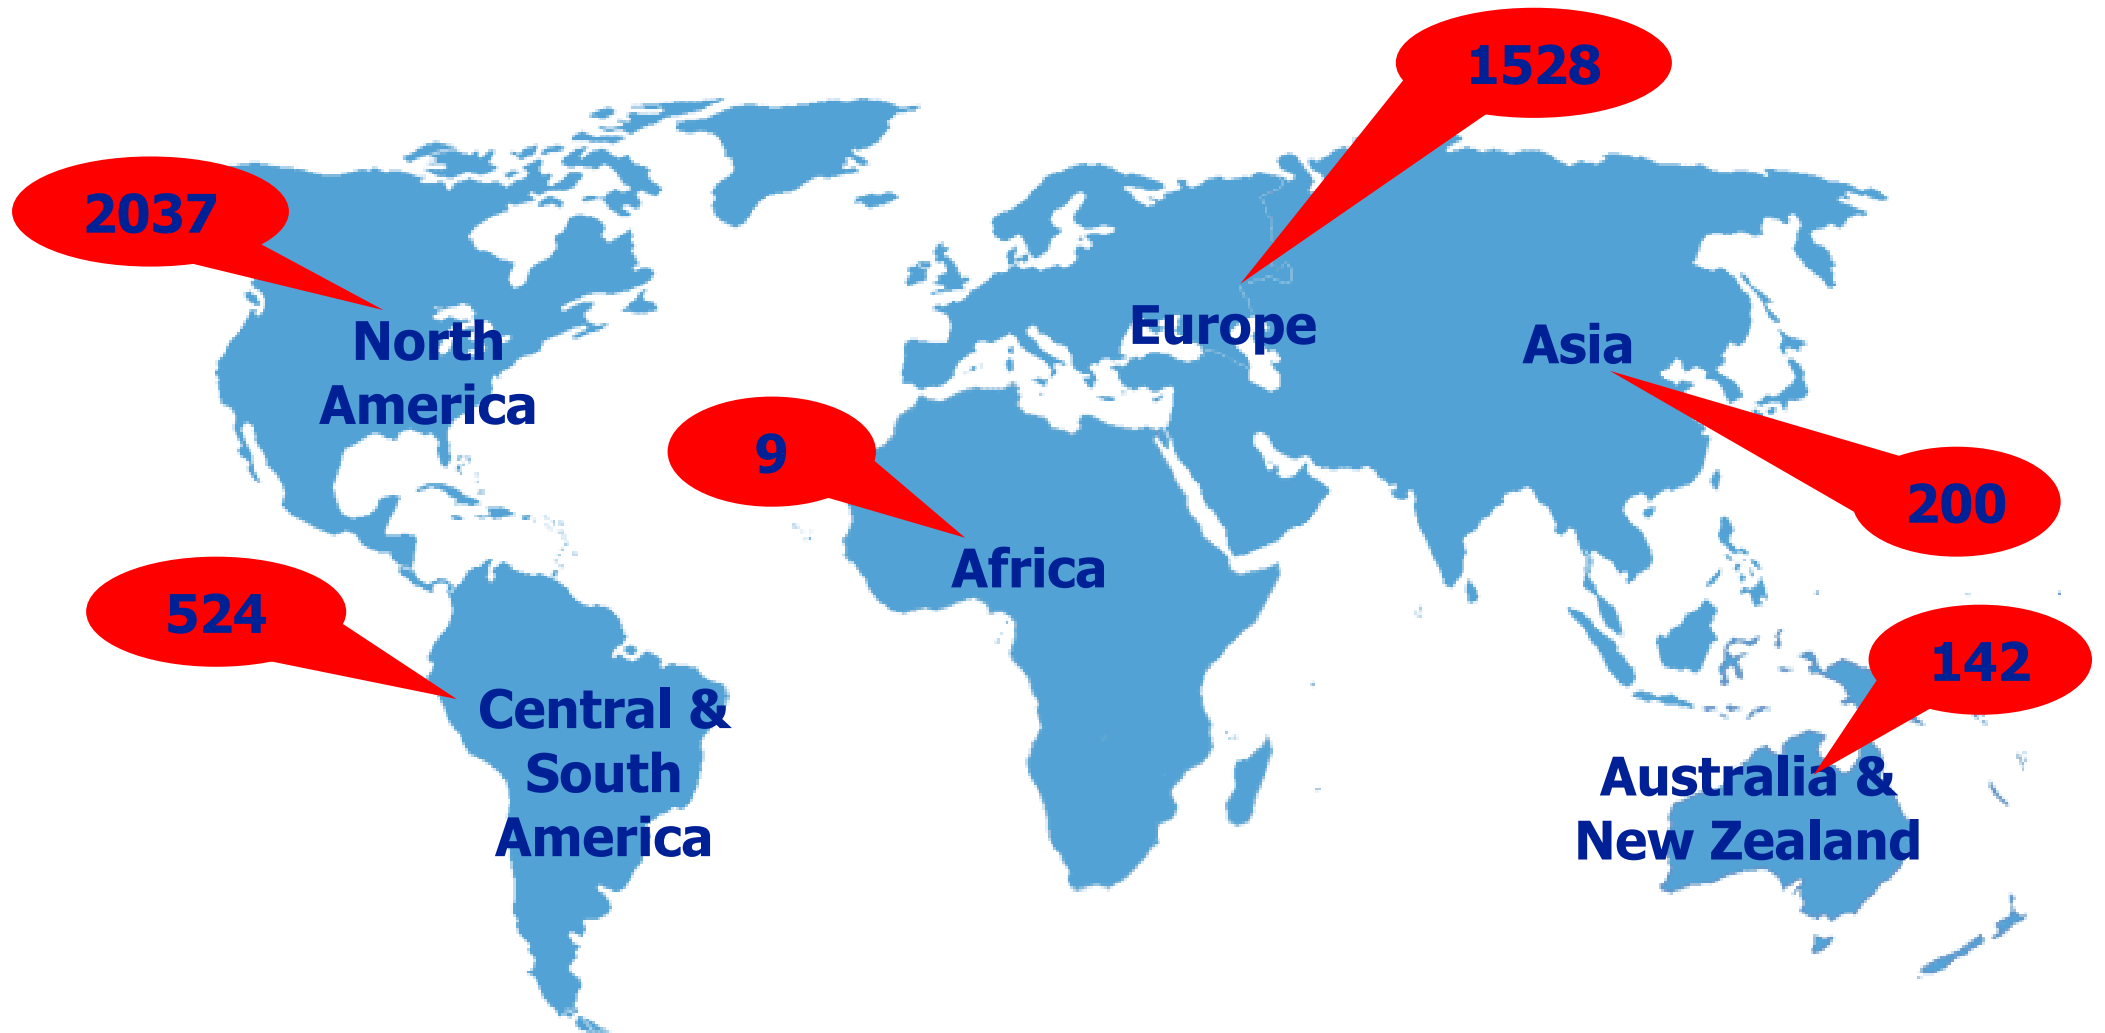 1528
2037
North
America
Europe
Asia
9
200
Africa
524
142
Central &
South
America
Australia &
New Zealand